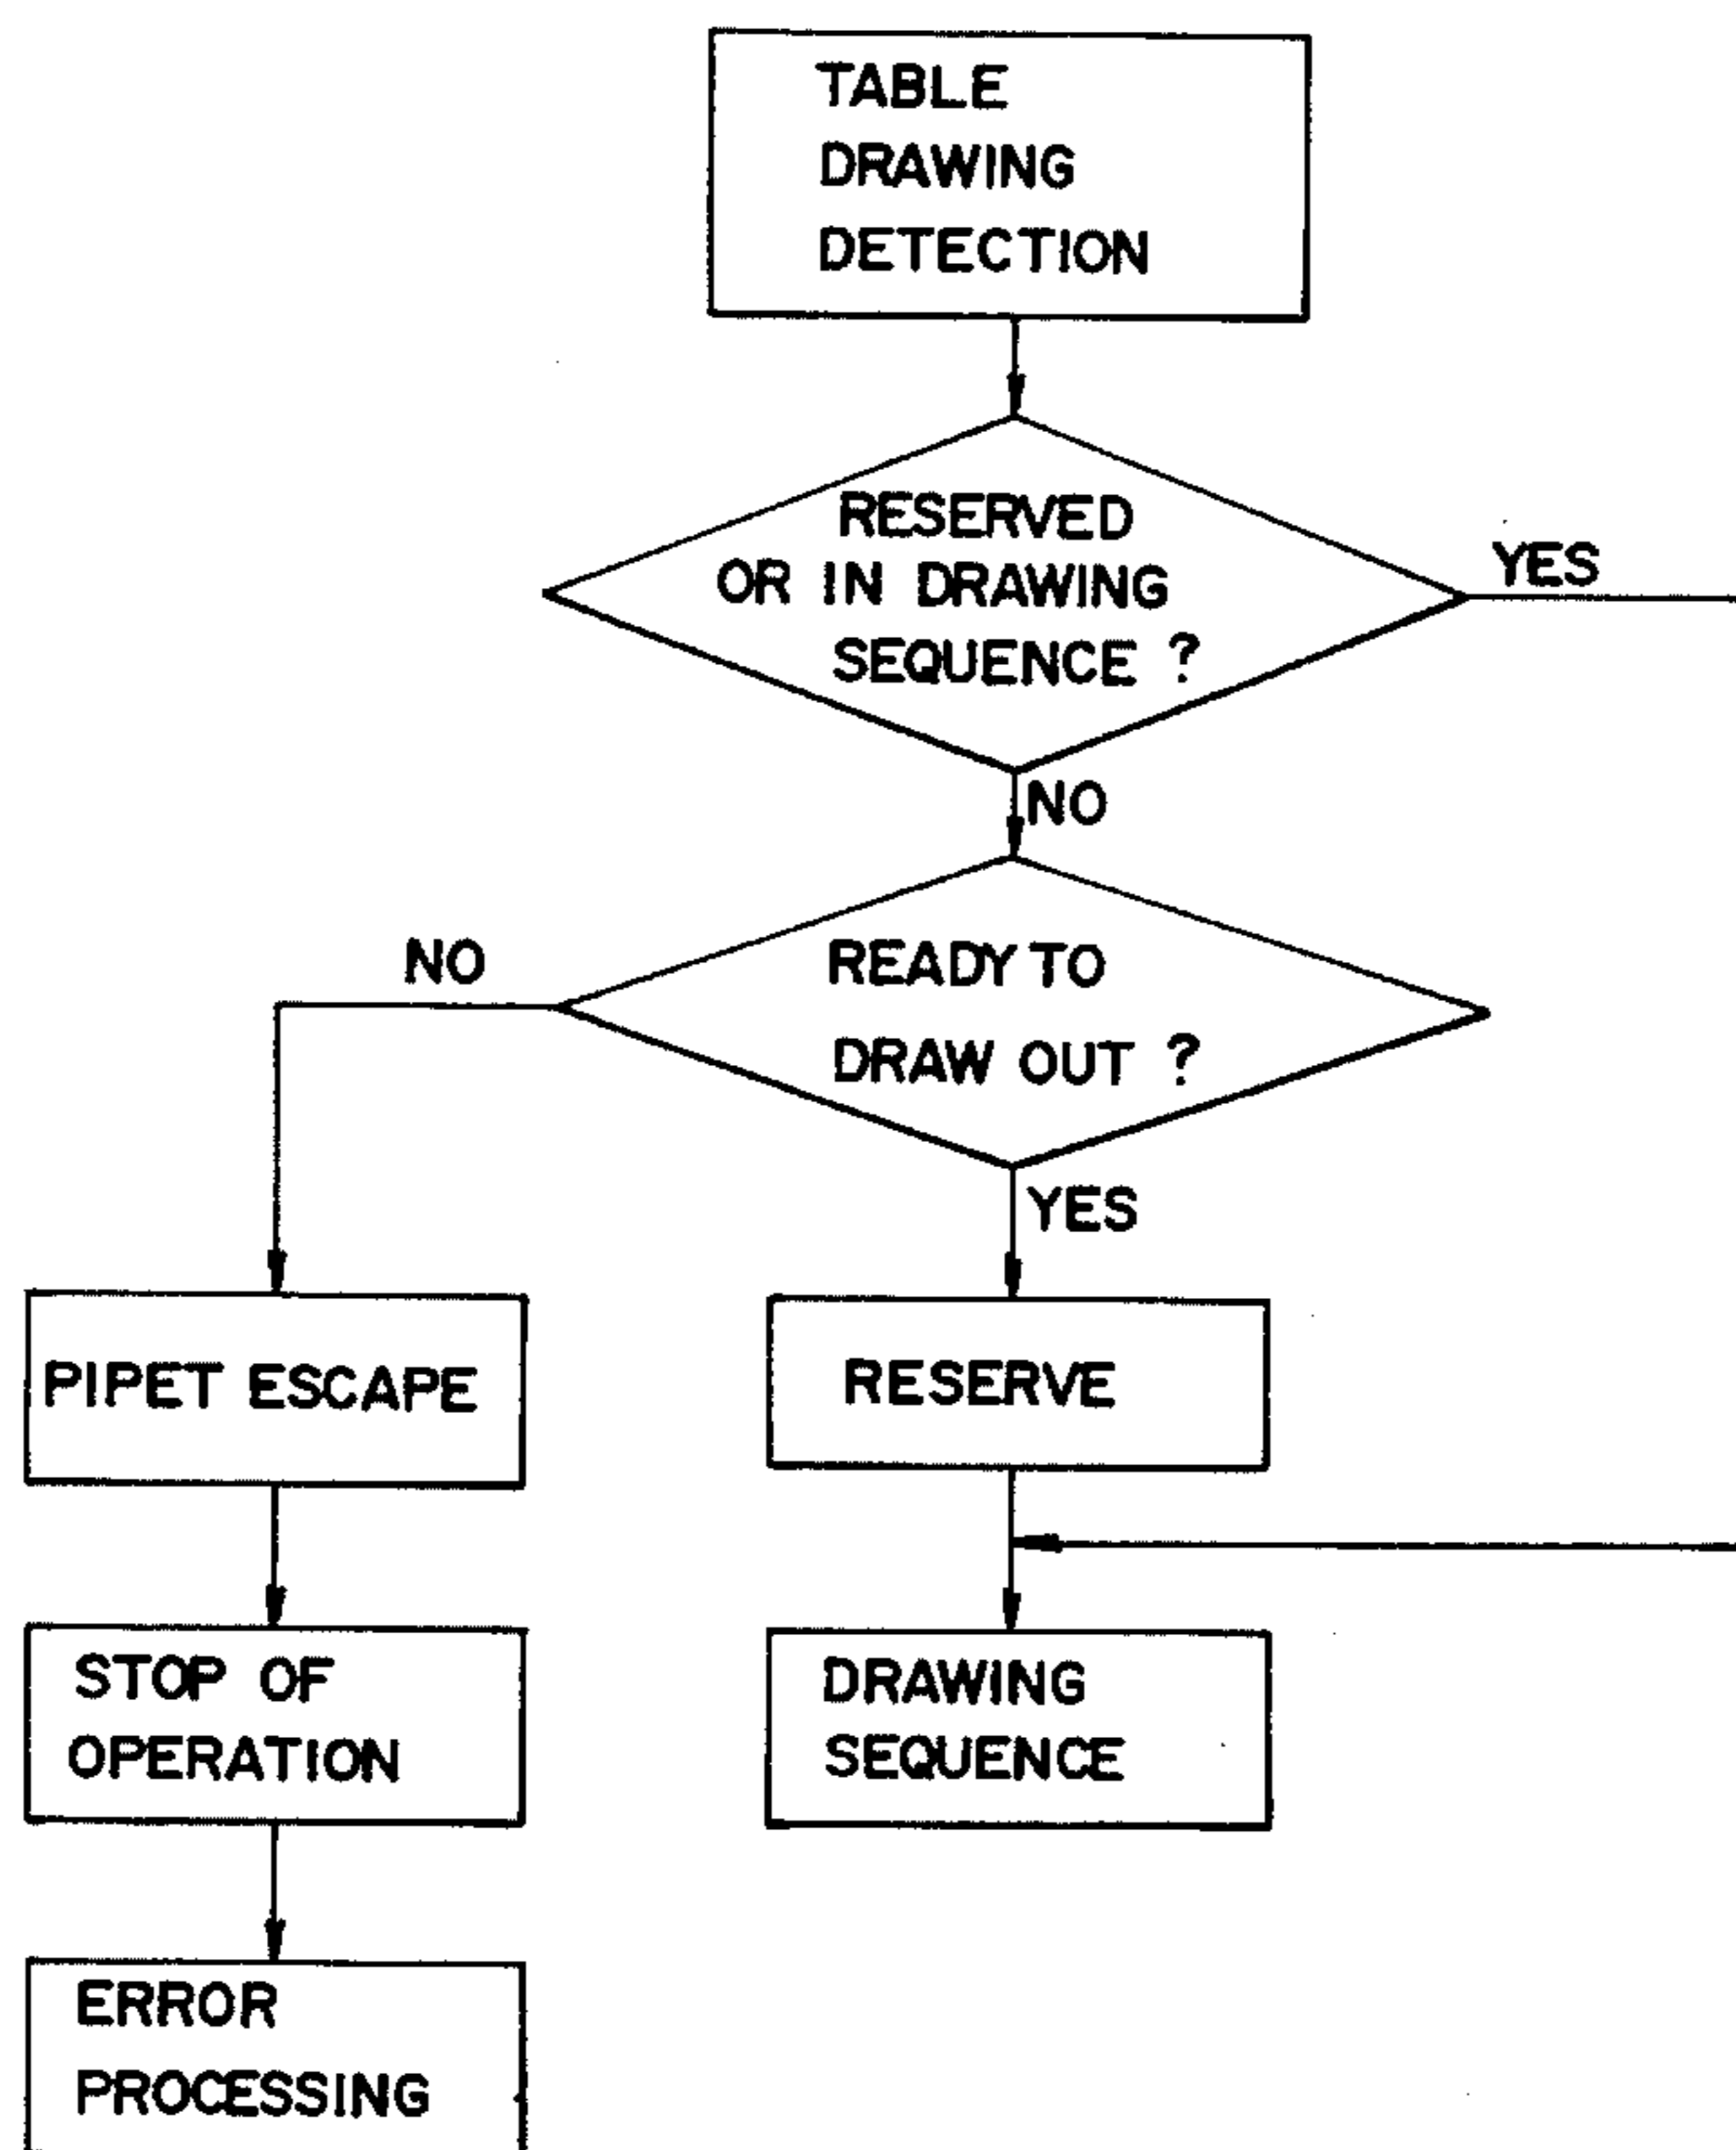 TABLE
DRAWING
DETECTION
RESERVED
OR IN DRAWING
SEQUENCE ?
YES
NO
READY TO
DRAW OUT ?
NO
YES
PIPET ESCAPE
RESERVE
STOP OF
OPERATION
DRAWING
SEQUENCE
ERROR
PROCESSING